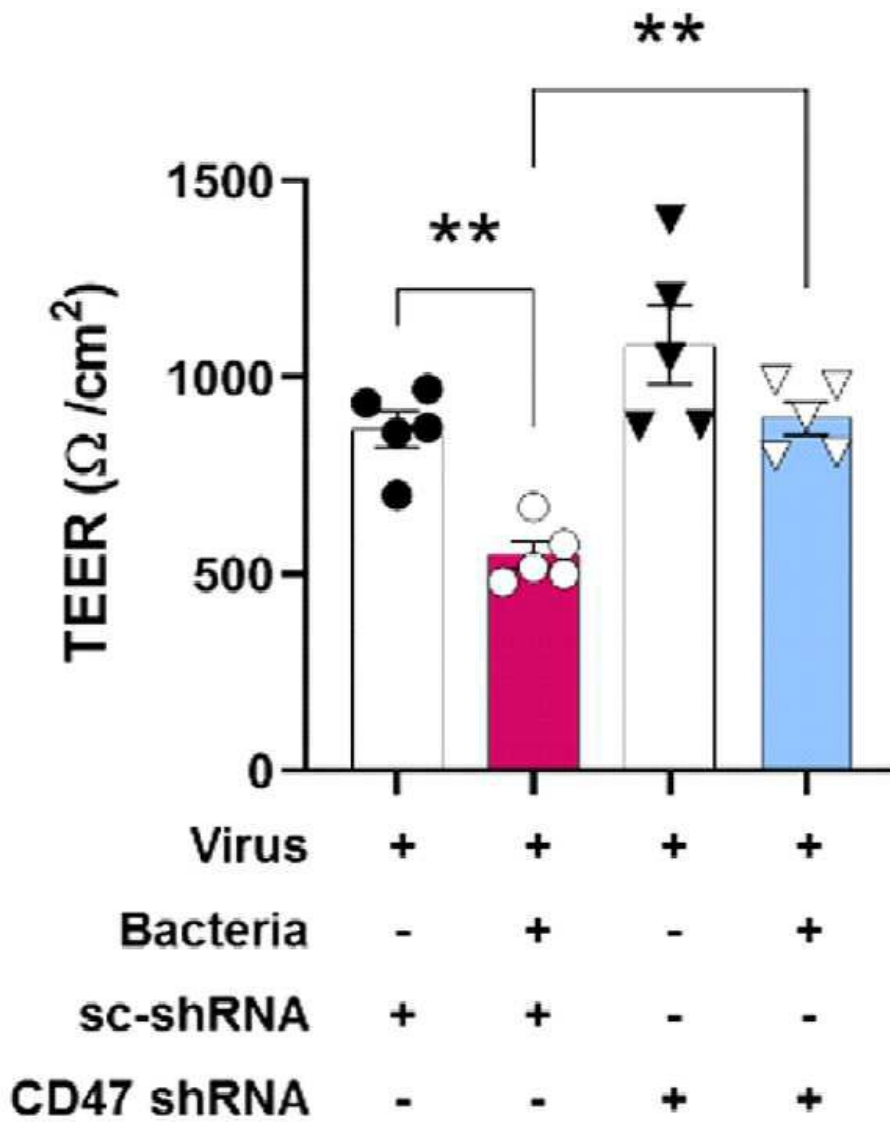 **
**
1500
1000
500
0
TEER (Ω /cm²)
Virus + + + +
Bacteria - + - +
sc-shRNA + + - -
CD47 shRNA - - + +